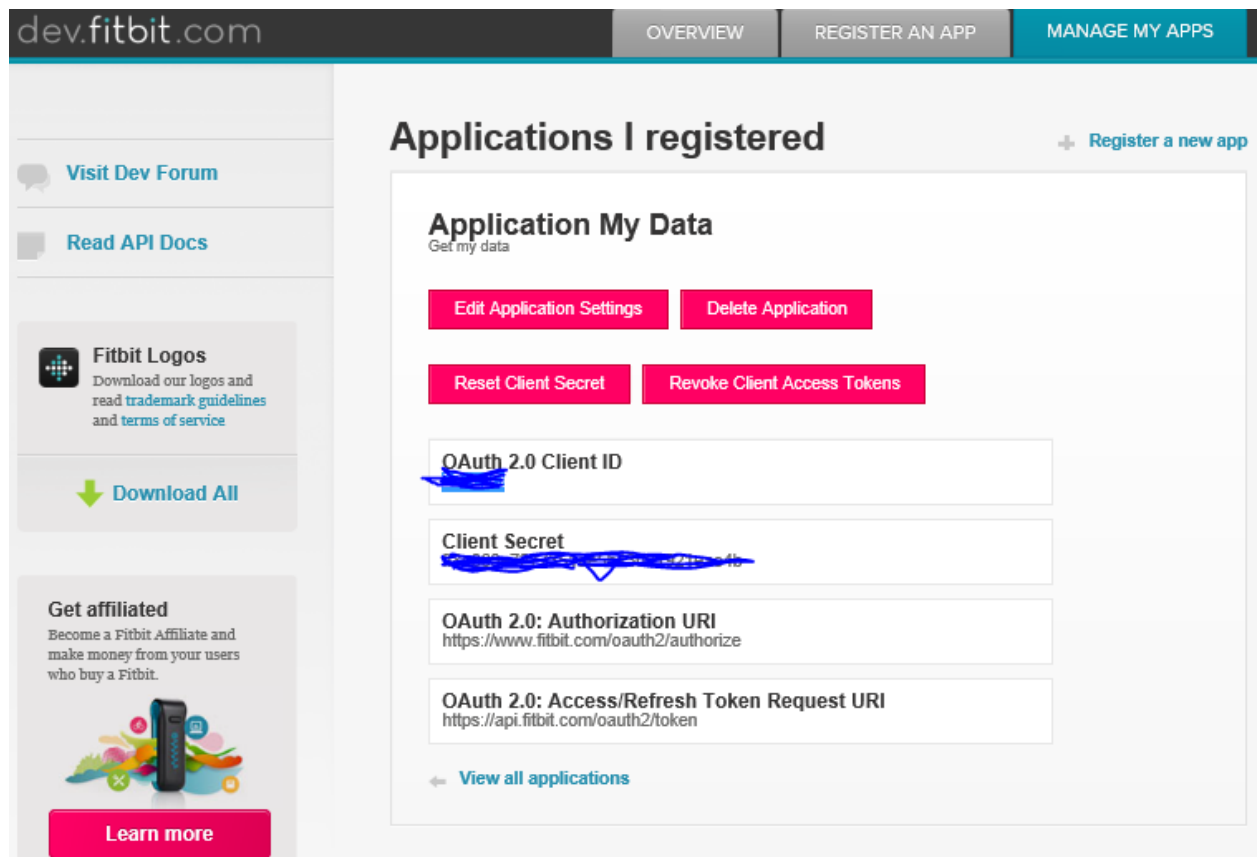 dev.fitbit.com
OVERVIEW
REGISTER AN APP
MANAGE MY APPS
Visit Dev Forum
Read API Docs
Fitbit Logos
Download our logos and
read trademark guidelines
and terms of service
Download All
Get affiliated
Become a Fitbit Affiliate and
make money from your users
who buy a Fitbit.
Learn more
Applications I registered
Register a new app
Application My Data
Get my data
Edit Application Settings
Delete Application
Reset Client Secret
Revoke Client Access Tokens
OAuth 2.0 Client ID
Client Secret
OAuth 2.0: Authorization URI
https://www.fitbit.com/oauth2/authorize
OAuth 2.0: Access/Refresh Token Request URI
https://api.fitbit.com/oauth2/token
View all applications